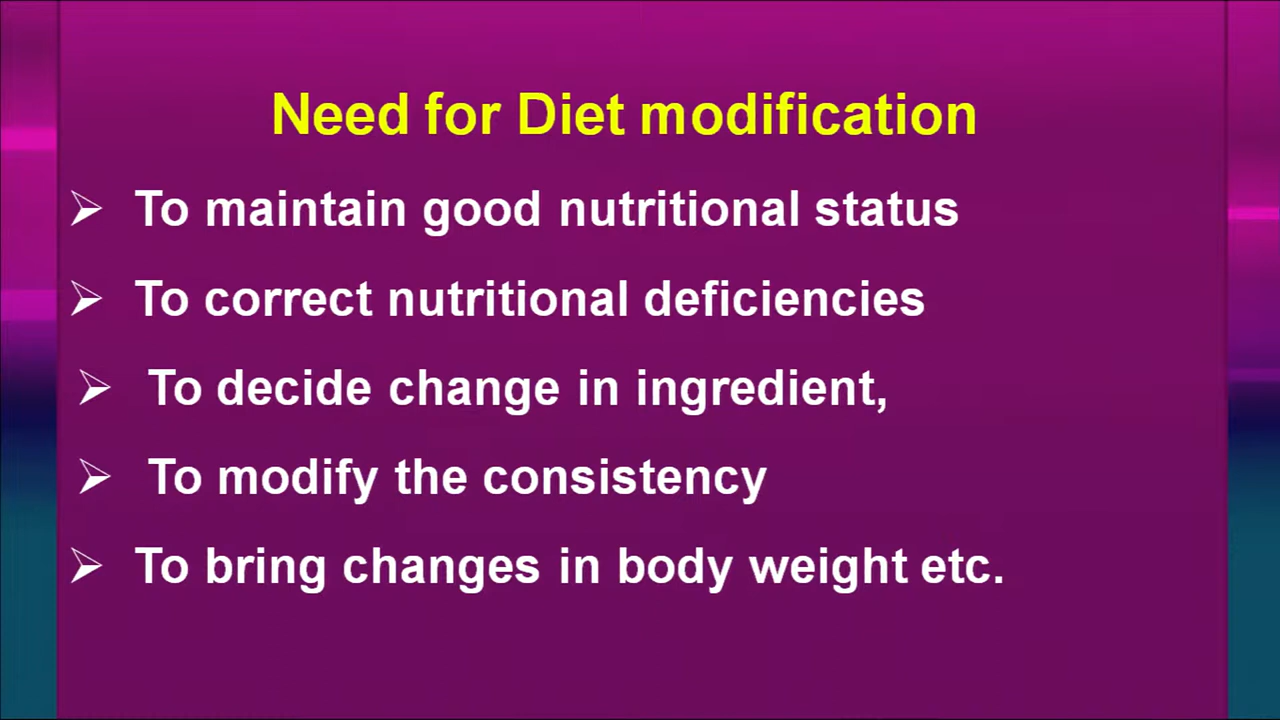 Need for Diet modification
➢ To maintain good nutritional status
➢ To correct nutritional deficiencies
➢ To decide change in ingredient,
➢ To modify the consistency
➢ To bring changes in body weight etc.